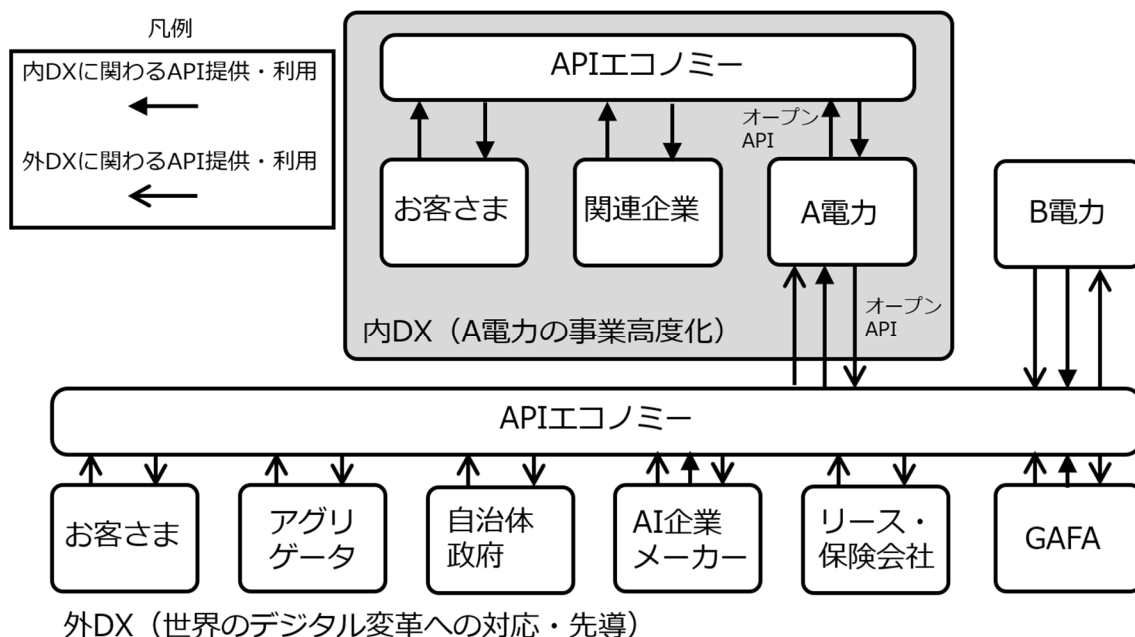 凡例
内DXに関わるAPI提供・利用
外DXに関わるAPI提供・利用
APIエコノミー
オープン
API
お客さま
関連企業
A電力
B電力
オープン
API
内DX（A電力の事業高度化）
APIエコノミー
お客さま
アグリ
ゲータ
自治体
政府
AI企業
メーカー
リース・
保険会社
GAFA
外DX（世界のデジタル変革への対応・先導）